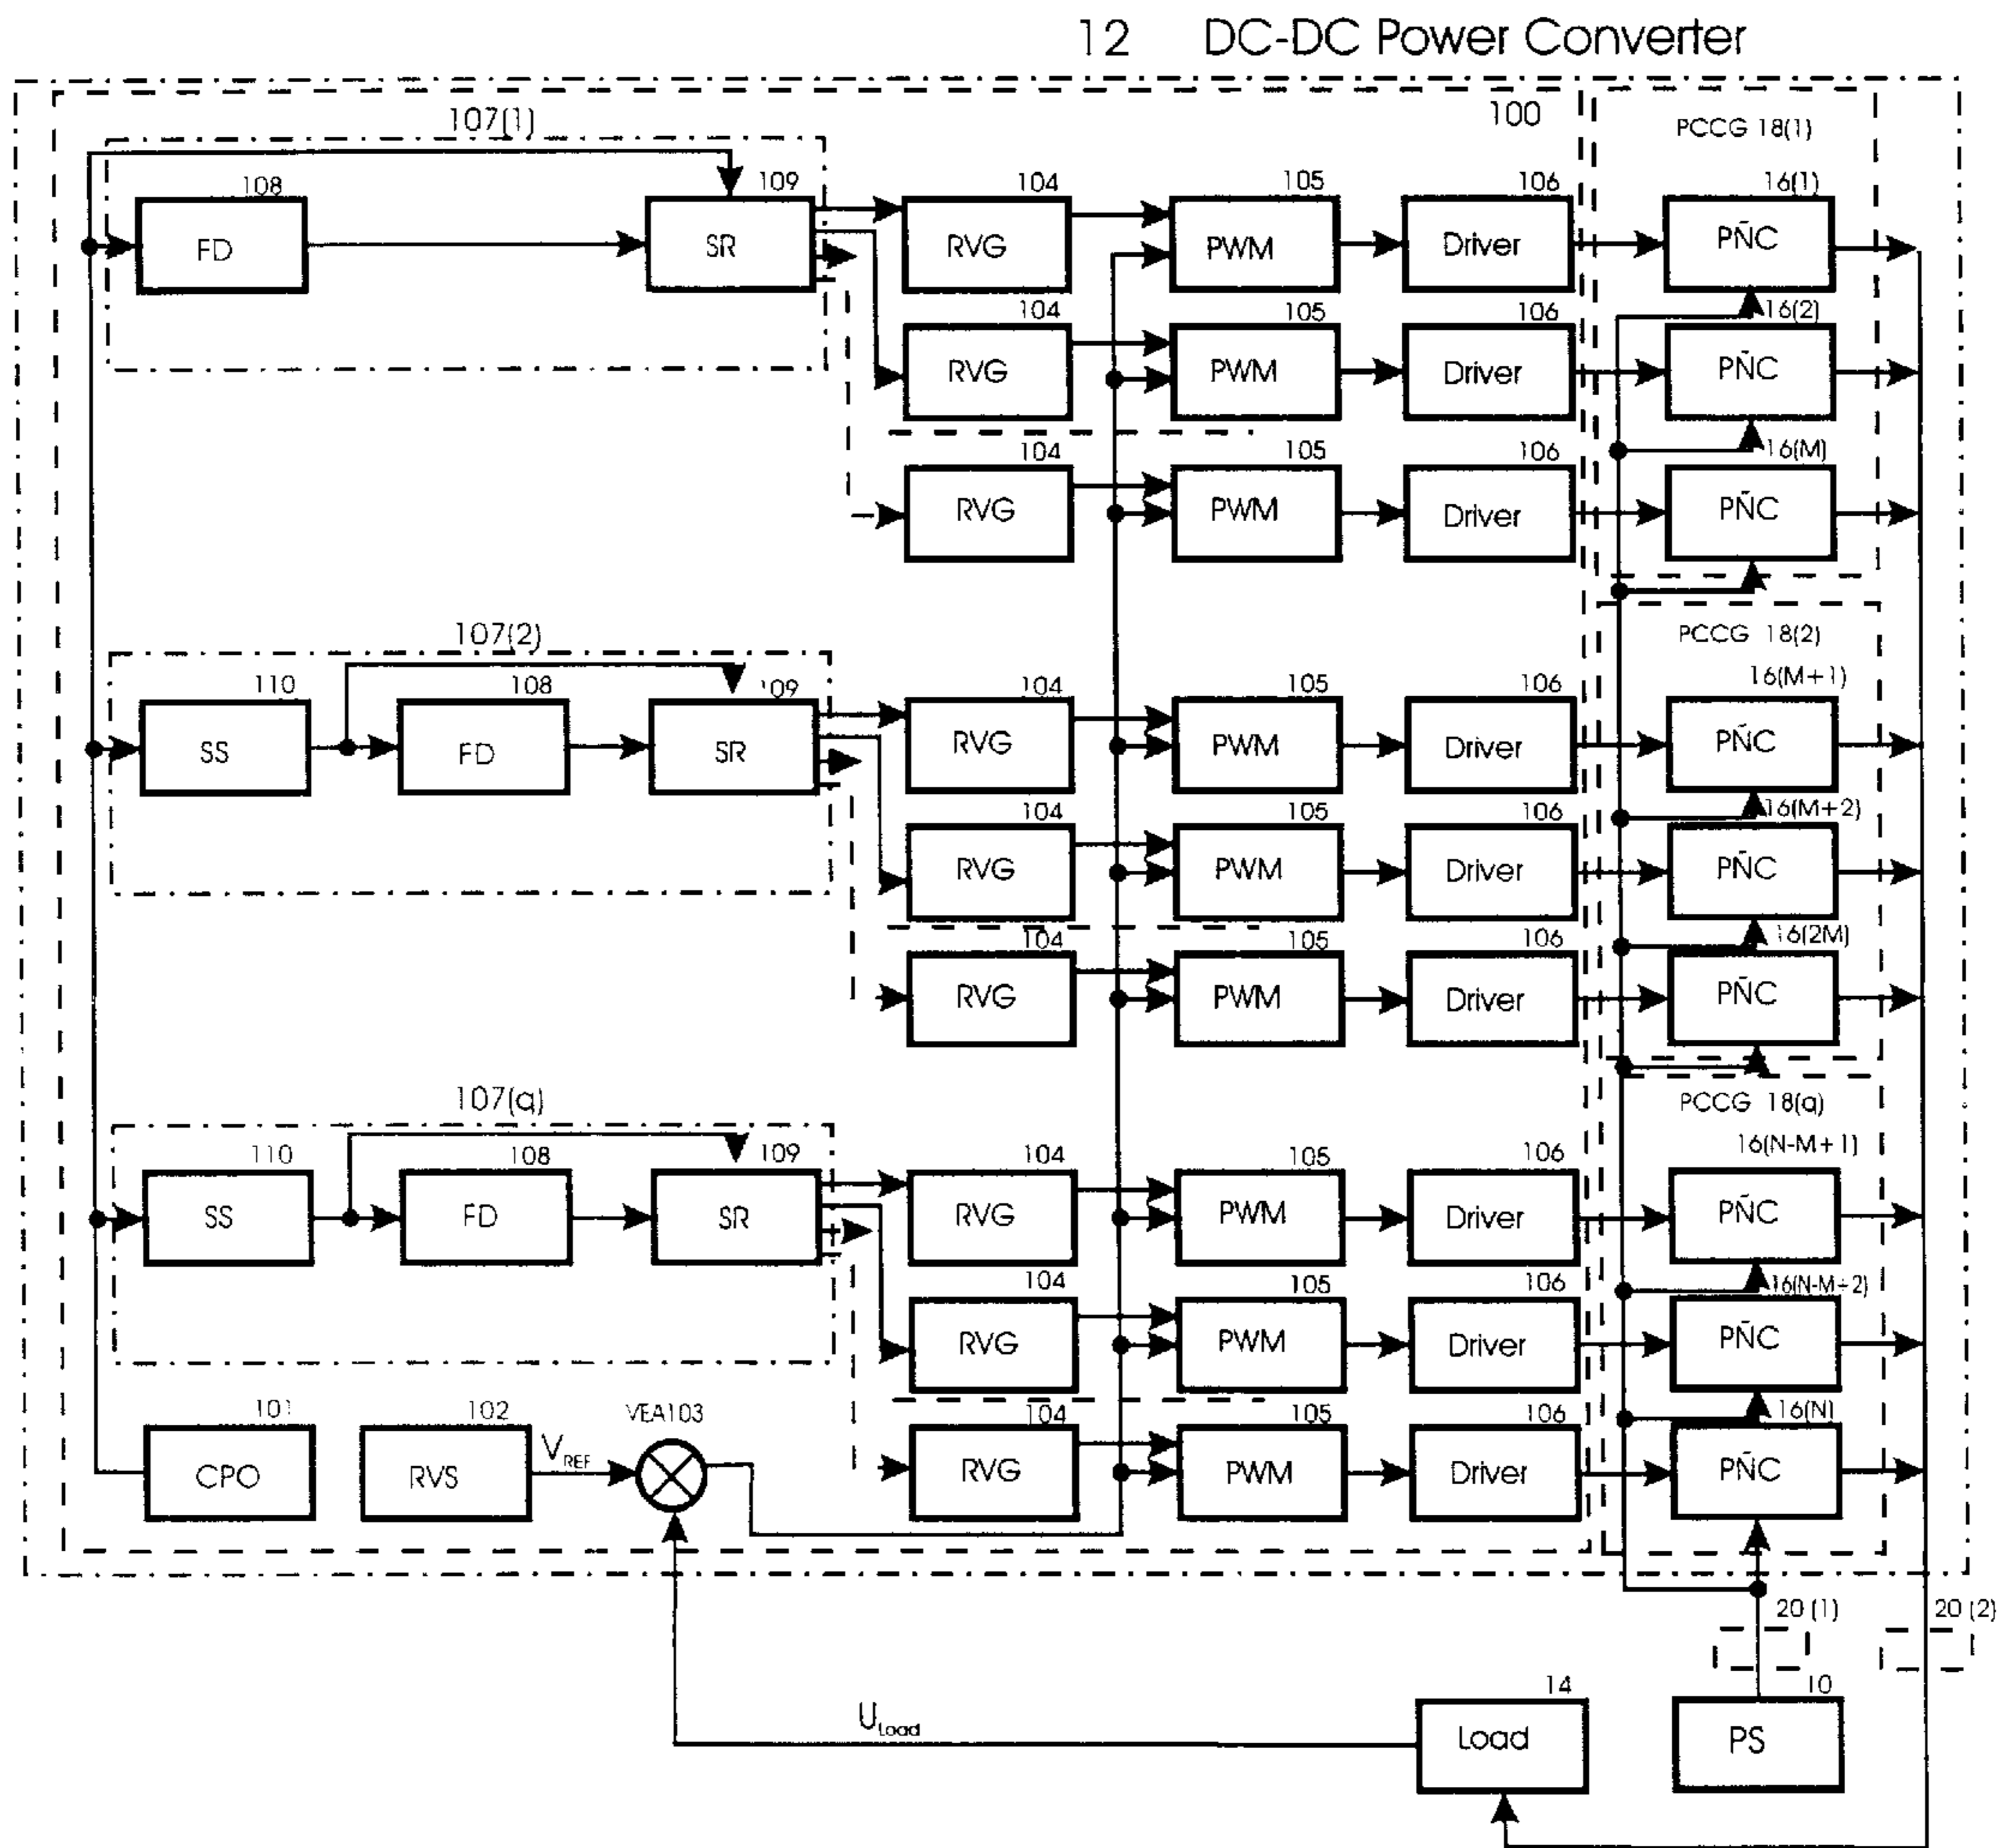 12 DC-DC Power Converter
100
PCCG 18(1)
107(1)
108 109 104 105 106 16(1)
FD SR RVG PWM Driver PÑC
104 105 106 16(2)
RVG PWM Driver PÑC
104 105 106 16(M)
RVG PWM Driver PÑC
107(2) PCCG 18(2)
110 108 109 104 105 106 16(M+1)
SS FD SR RVG PWM Driver PÑC
104 105 106 16(M+2)
RVG PWM Driver PÑC
104 105 106 16(2M)
RVG PWM Driver PÑC
107(q) PCCG 18(q)
110 108 109 104 105 106 16(N-M+1)
SS FD SR RVG PWM Driver PÑC
104 105 106 16(N-M+2)
RVG PWM Driver PÑC
101 102 VEA103 104 105 106 16(N)
CPO RVS VREF RVG PWM Driver PÑC
20(1) 20(2)
14 10
ULoad Load PS